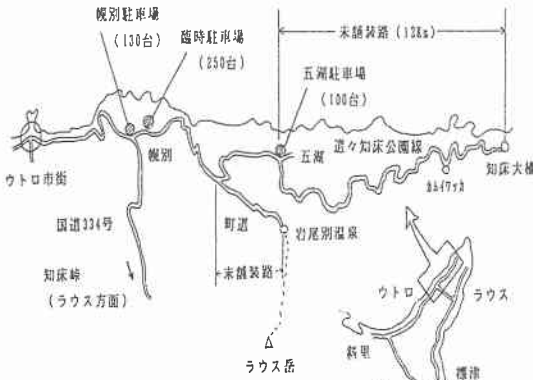 幌別駐車場
(130台)
臨時駐車場
(250台)
未舗装路(12Km)
五湖駐車場
(100台)
道々知床公園線
幌別
五湖
知床大橋
カムイワッカ
ウトロ市街
国道334号
町道
岩尾別温泉
未舗装路
知床峠
(ラウス方面)
ラウス岳
ウトロ
ラウス
斜里
標津